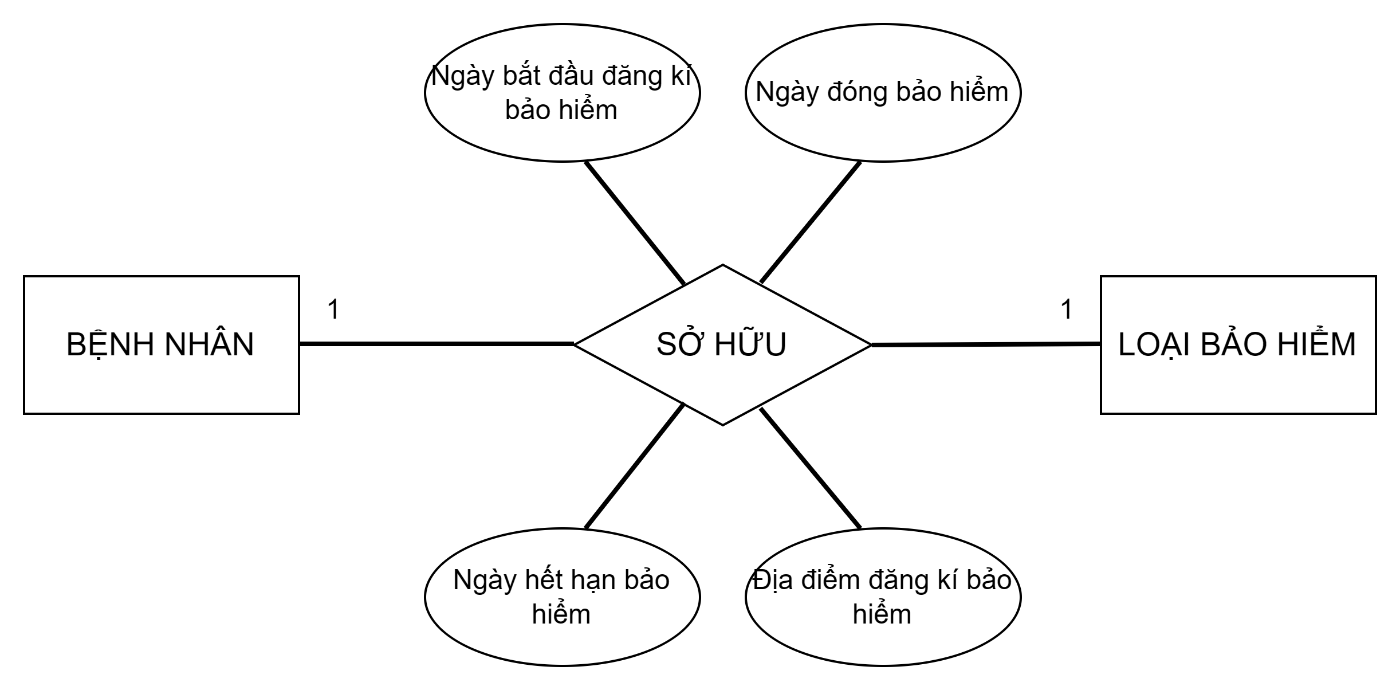 Ngày bắt đầu đăng kí
bảo hiểm
Ngày đóng bảo hiểm
1
1
BỆNH NHÂN
SỞ HỮU
LOẠI BẢO HIỂM
Ngày hết hạn bảo
hiểm
Địa điểm đăng kí bảo
hiểm